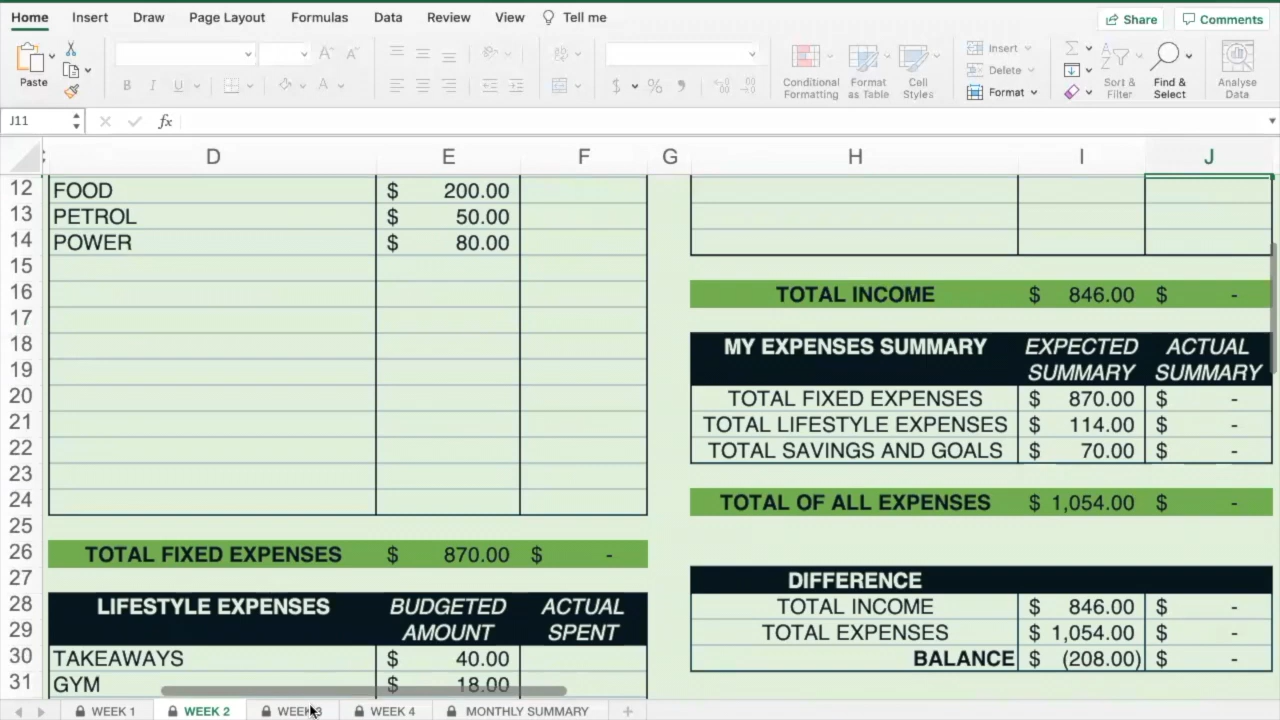 Home Insert Draw Page Layout Formulas Data Review View Tell me Share Comments
Paste
B I U A A A
$ %
Conditional Formatting
Format as Table
Cell Styles
Insert
Delete
Format
Sort & Filter
Find & Select
Analyse Data
J11 fx
D E F G H I J
12 FOOD $ 200.00
13 PETROL $ 50.00
14 POWER $ 80.00
15
16 TOTAL INCOME $ 846.00 $ -
17
18 MY EXPENSES SUMMARY EXPECTED ACTUAL
19 SUMMARY SUMMARY
20 TOTAL FIXED EXPENSES $ 870.00 $ -
21 TOTAL LIFESTYLE EXPENSES $ 114.00 $ -
22 TOTAL SAVINGS AND GOALS $ 70.00 $ -
23
24 TOTAL OF ALL EXPENSES $ 1,054.00 $ -
25
26 TOTAL FIXED EXPENSES $ 870.00 $ -
27 DIFFERENCE
28 LIFESTYLE EXPENSES BUDGETED ACTUAL TOTAL INCOME $ 846.00 $ -
29 AMOUNT SPENT TOTAL EXPENSES $ 1,054.00 $ -
30 TAKEAWAYS $ 40.00 BALANCE $ (208.00) $ -
31 GYM $ 18.00
WEEK 1 WEEK 2 WEEK 3 WEEK 4 MONTHLY SUMMARY +